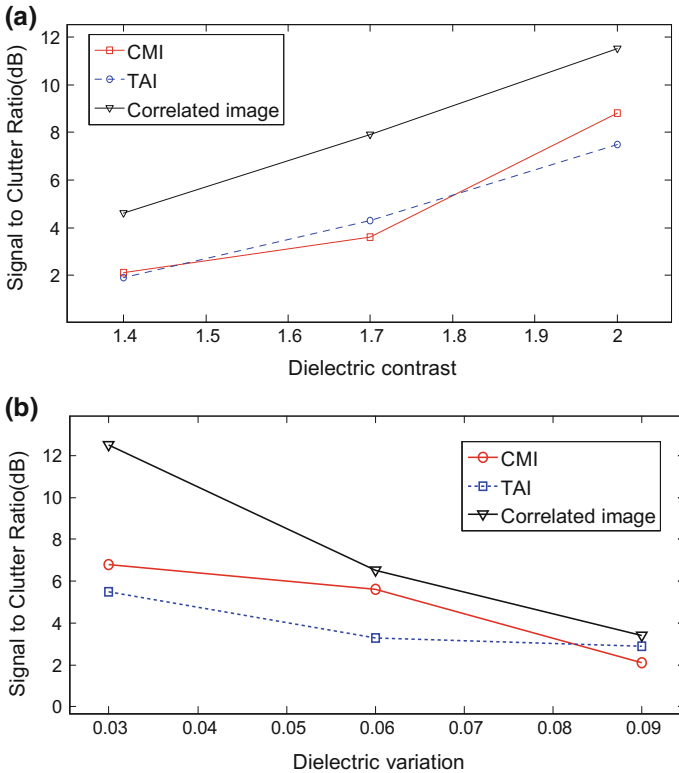 (a)
12
10
8
6
4
2
Signal to Clutter Ratio(dB)
CMI
TAI
Correlated image
1.4
1.5
1.6
1.7
1.8
1.9
2
Dielectric contrast
(b)
12
10
8
6
4
2
0
Signal to Clutter Ratio(dB)
CMI
TAI
Correlated image
0.03
0.04
0.05
0.06
0.07
0.08
0.09
Dielectric variation